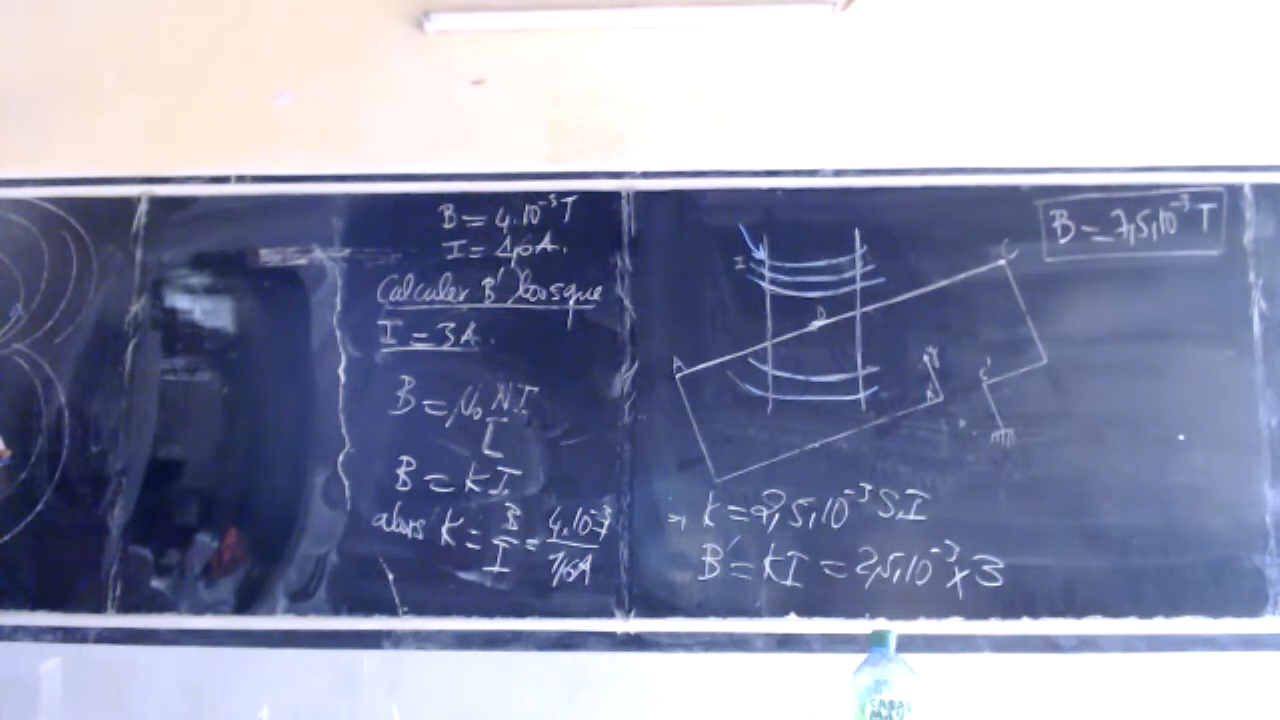 B = 4.10⁻³ T
I = 1,6A.
Calculer B' lorsque
I = 3A.
B = μ₀ NI/L
B = KI
alors K = B/I = 4.10⁻³/1,6A
I
A
D
C
C'
=> K = 2,5.10⁻³ S.I
B' = KI = 2,5.10⁻³ x 3
B = 7,5.10⁻³ T